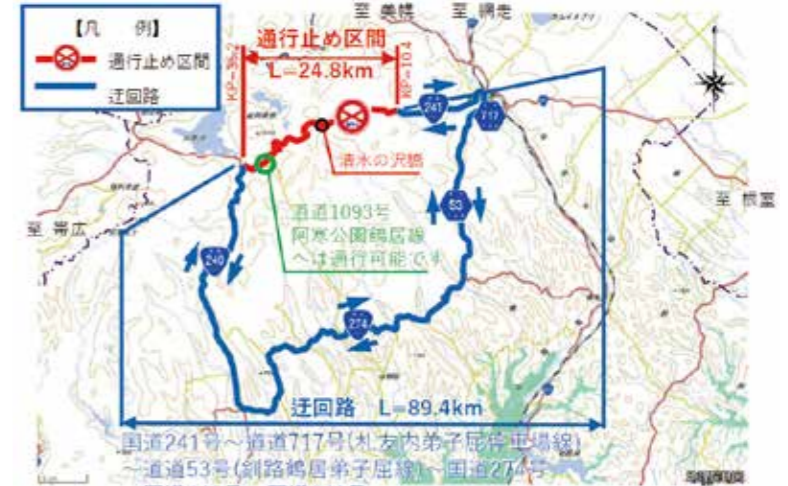 【凡　例】
通行止め区間
迂回路
至 美幌
至 網走
通行止め区間
L=24.8km
KP=10.4
241
717
清水の沢橋
道道1093号
阿寒公園鶴居線
へは通行可能です
53
至 根室
至 帯広
240
274
迂回路　L=89.4km
国道241号～道道717号(札友内弟子屈停車場線)
～道道53号(釧路鶴居弟子屈線)～国道274号